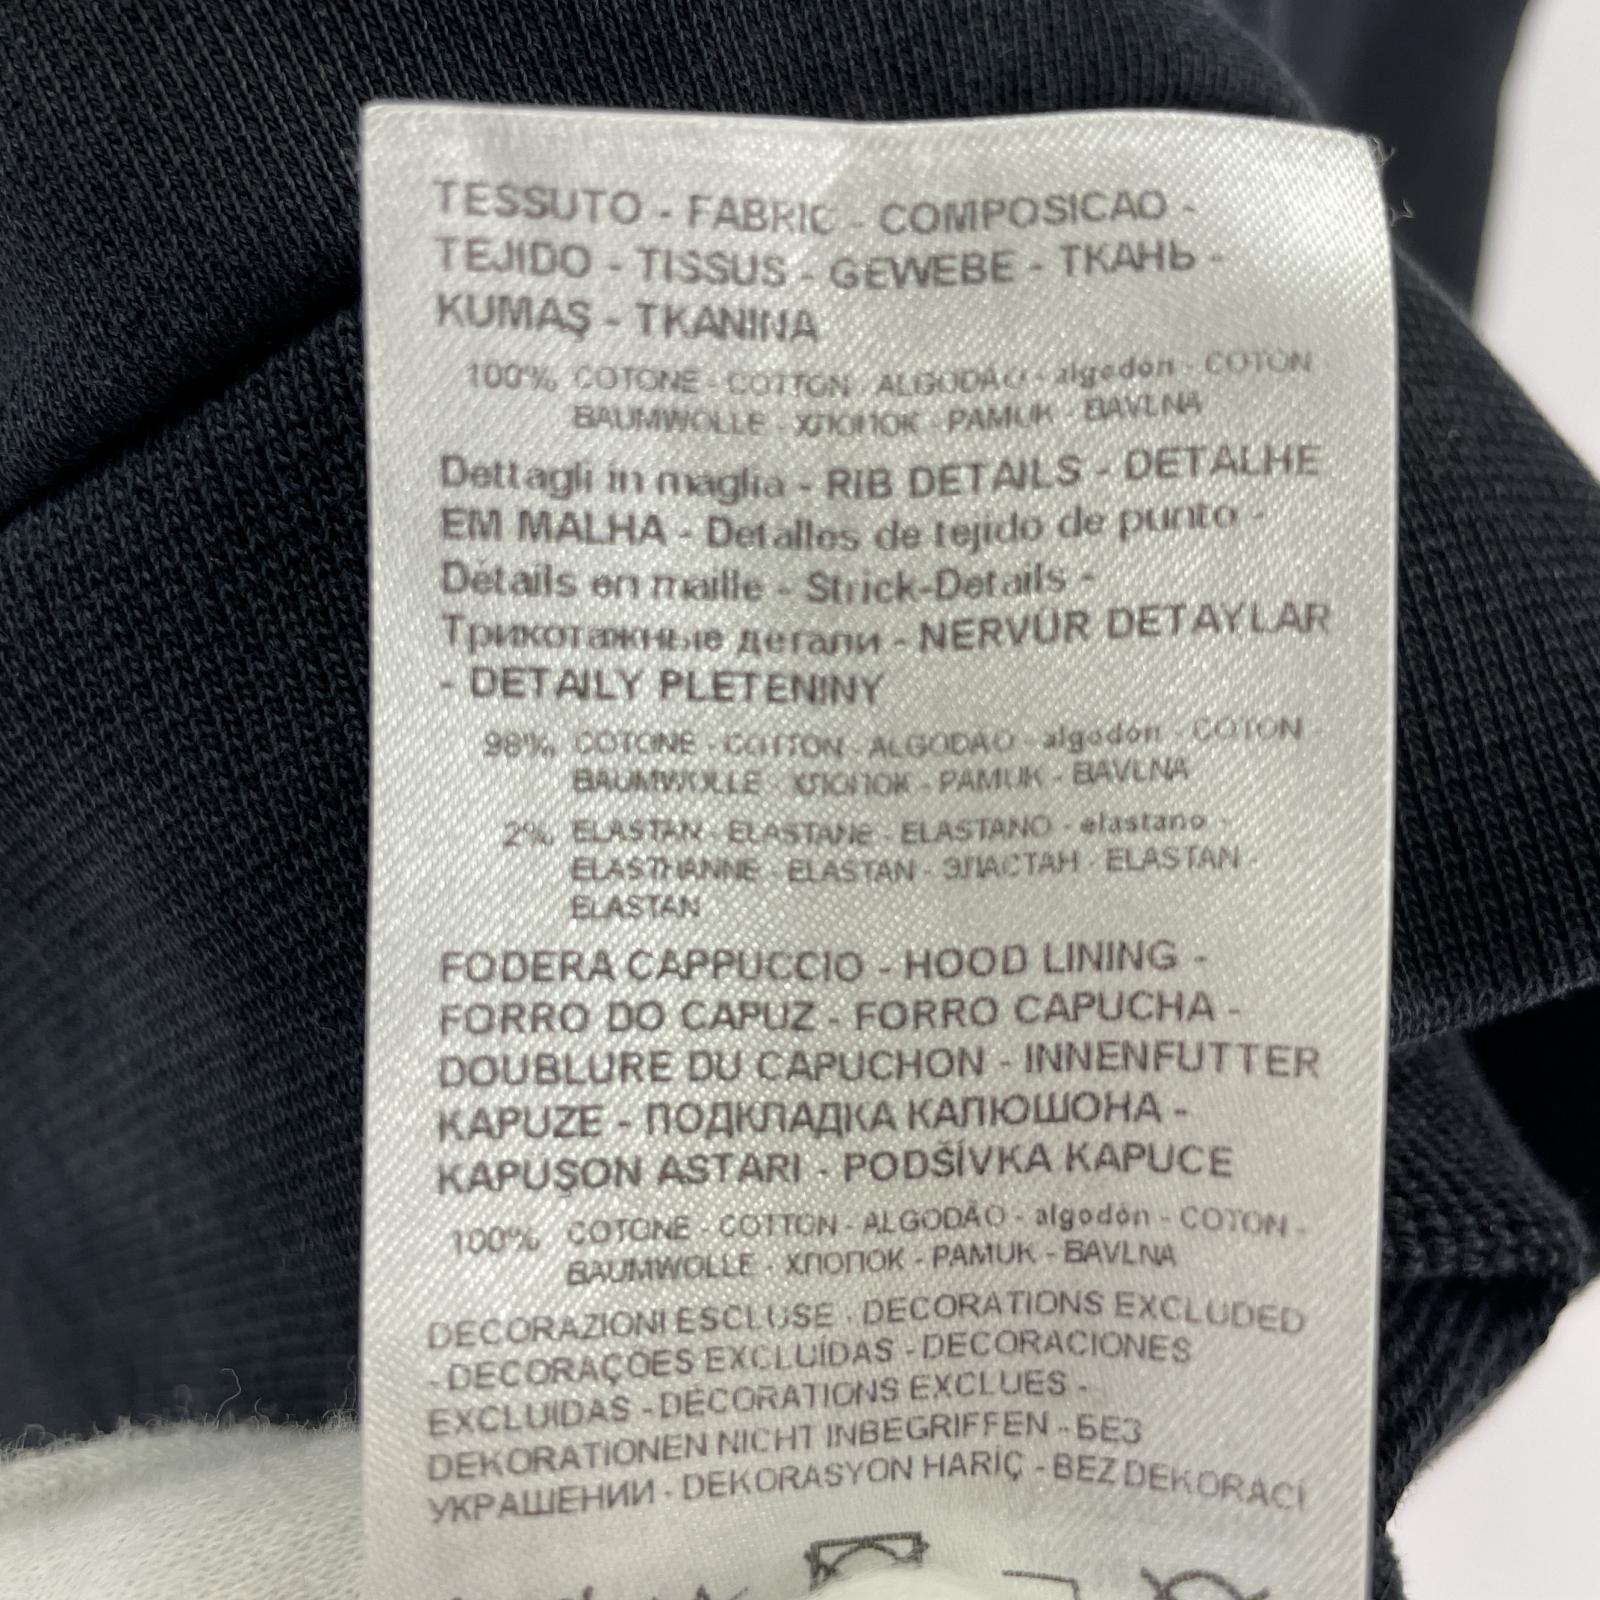 TESSUTO - FABRIC - COMPOSICAO -
TEJIDO - TISSUS - GEWEBE - ТКАНЬ -
KUMAŞ - TKANINA
100% COTONE - COTTON - ALGODÃO - algodón - COTON
BAUMWOLLE - ХЛОПОК - PAMUK - BAVLNA
Dettagli in maglia - RIB DETAILS - DETALHE
EM MALHA - Detalles de tejido de punto -
Détails en maille - Strick-Details -
Трикотажные детали - NERVÜR DETAYLAR
- DETAILY PLETENINY
98% COTONE - COTTON - ALGODÃO - algodón - COTON -
BAUMWOLLE - ХЛОПОК - PAMUK - BAVLNA
2% ELASTAN - ELASTANE - ELASTANO - elastano -
ELASTHANNE - ELASTAN - ЭЛАСТАН - ELASTAN -
ELASTAN
FODERA CAPPUCCIO - HOOD LINING -
FORRO DO CAPUZ - FORRO CAPUCHA -
DOUBLURE DU CAPUCHON - INNENFUTTER
KAPUZE - ПОДКЛАДКА КАПЮШОНА -
KAPUŞON ASTARI - PODŠÍVKA KAPUCE
100% COTONE - COTTON - ALGODÃO - algodón - COTON -
BAUMWOLLE - ХЛОПОК - PAMUK - BAVLNA
DECORAZIONI ESCLUSE - DECORATIONS EXCLUDED
- DECORAÇÕES EXCLUÍDAS - DECORACIONES
EXCLUIDAS - DÉCORATIONS EXCLUES -
DEKORATIONEN NICHT INBEGRIFFEN - БЕЗ
УКРАШЕНИИ - DEKORASYON HARİÇ - BEZ DEKORACÍ